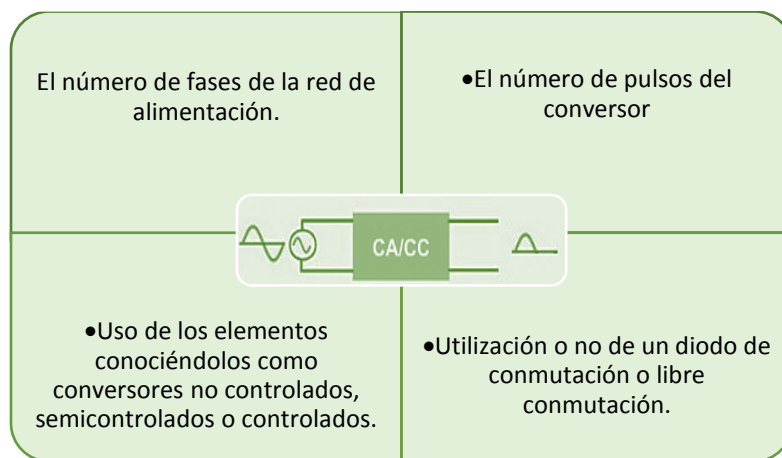 El número de fases de la red de
alimentación.
•El número de pulsos del
conversor
CA/CC
•Uso de los elementos
conociéndolos como
conversores no controlados,
semicontrolados o controlados.
•Utilización o no de un diodo de
conmutación o libre
conmutación.